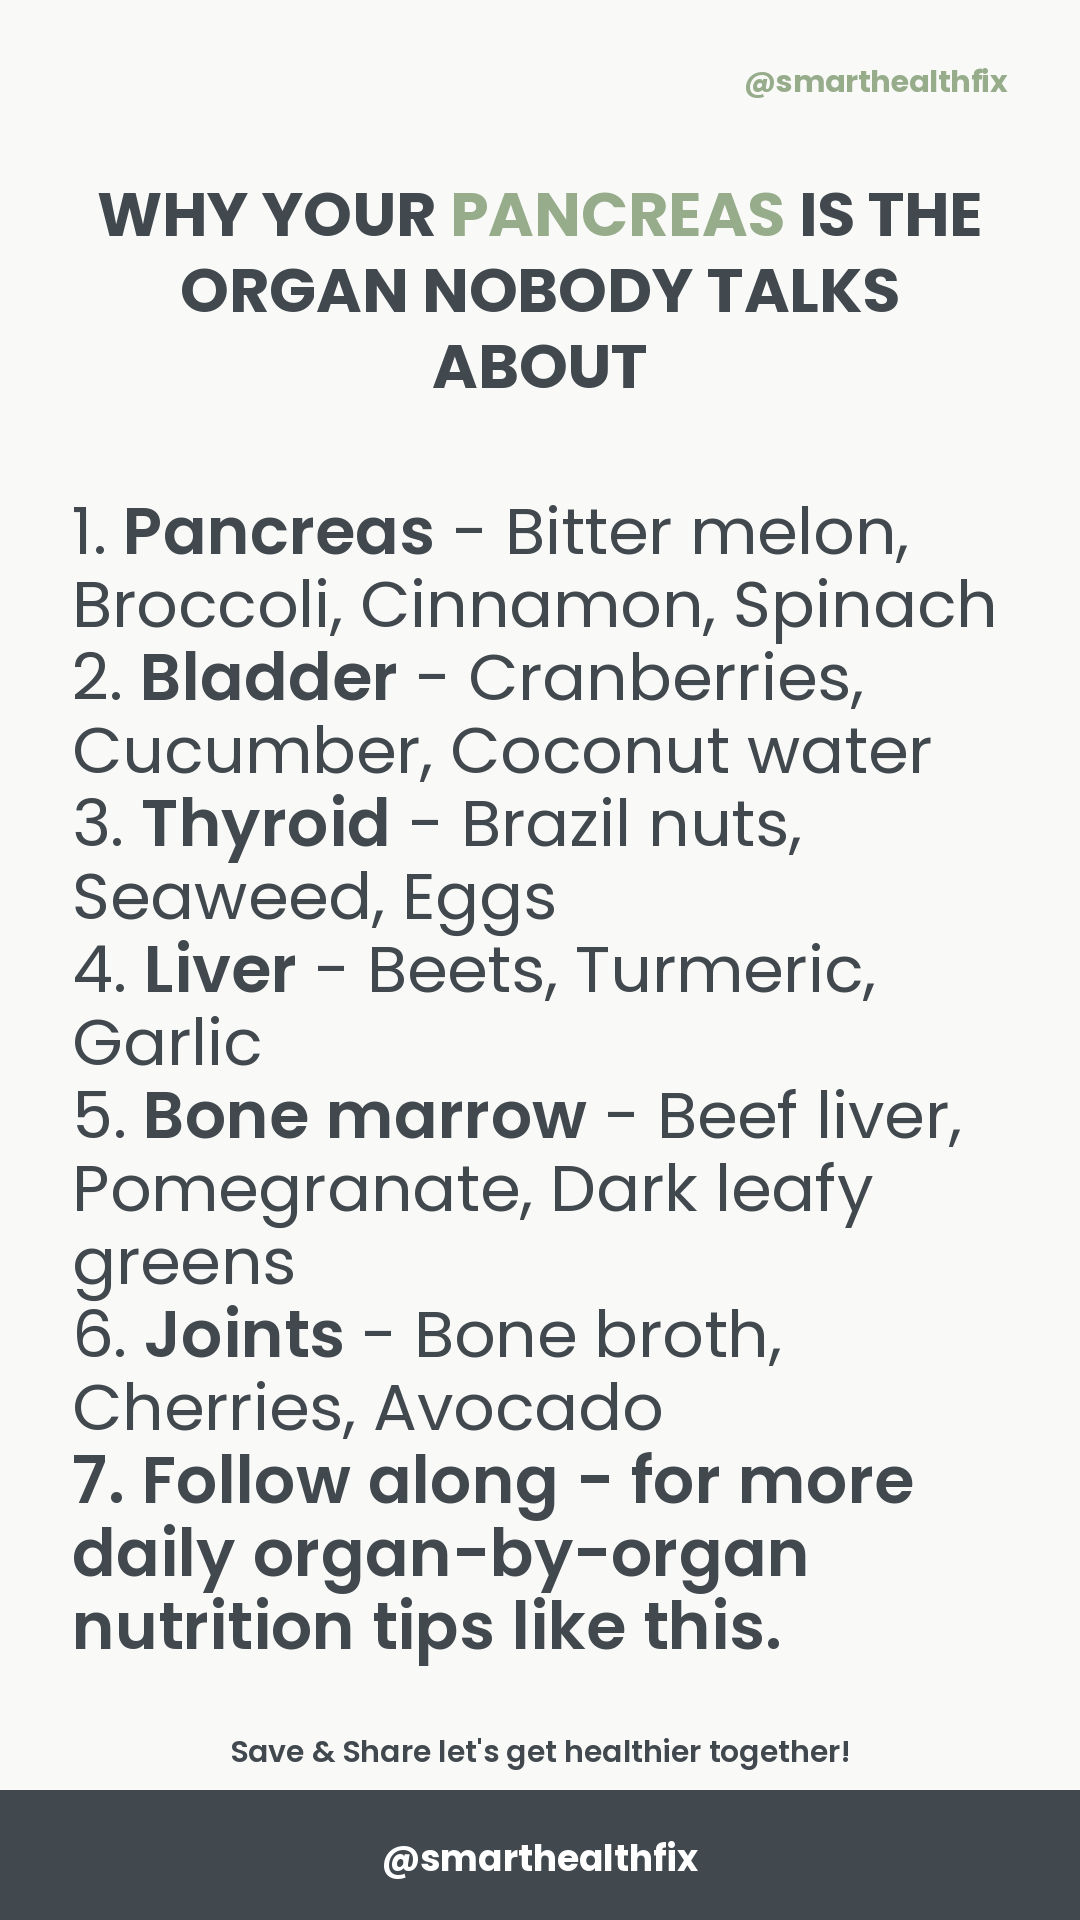 @smarthealthfix
WHY YOUR PANCREAS IS THE
ORGAN NOBODY TALKS
ABOUT
1. Pancreas - Bitter melon,
Broccoli, Cinnamon, Spinach
2. Bladder - Cranberries,
Cucumber, Coconut water
3. Thyroid - Brazil nuts,
Seaweed, Eggs
4. Liver - Beets, Turmeric,
Garlic
5. Bone marrow - Beef liver,
Pomegranate, Dark leafy
greens
6. Joints - Bone broth,
Cherries, Avocado
7. Follow along - for more
daily organ-by-organ
nutrition tips like this.
Save & Share let's get healthier together!
@smarthealthfix